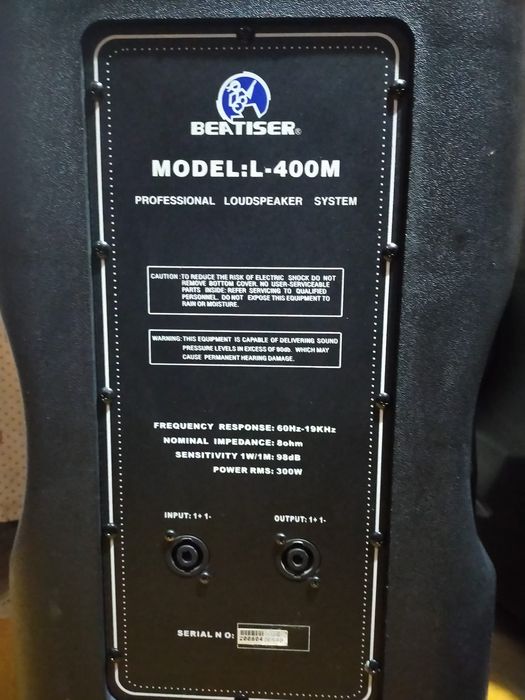 BEATISER®
MODEL:L-400M
PROFESSIONAL LOUDSPEAKER SYSTEM
CAUTION:TO REDUCE THE RISK OF ELECTRIC SHOCK DO NOT
REMOVE BOTTOM COVER. NO USER-SERVICEABLE
PARTS INSIDE: REFER SERVICING TO QUALIFIED
PERSONNEL. DO NOT EXPOSE THIS EQUIPMENT TO
RAIN OR MOISTURE.
WARNING:THIS EQUIPMENT IS CAPABLE OF DELIVERING SOUND
PRESSURE LEVELS IN EXCESS OF 90db. WHICH MAY
CAUSE PERMANENT HEARING DAMAGE.
FREQUENCY RESPONSE: 60Hz-19KHz
NOMINAL IMPEDANCE: 8ohm
SENSITIVITY 1W/1M: 98dB
POWER RMS: 300W
INPUT: 1+ 1-
OUTPUT: 1+ 1-
SERIAL N O: